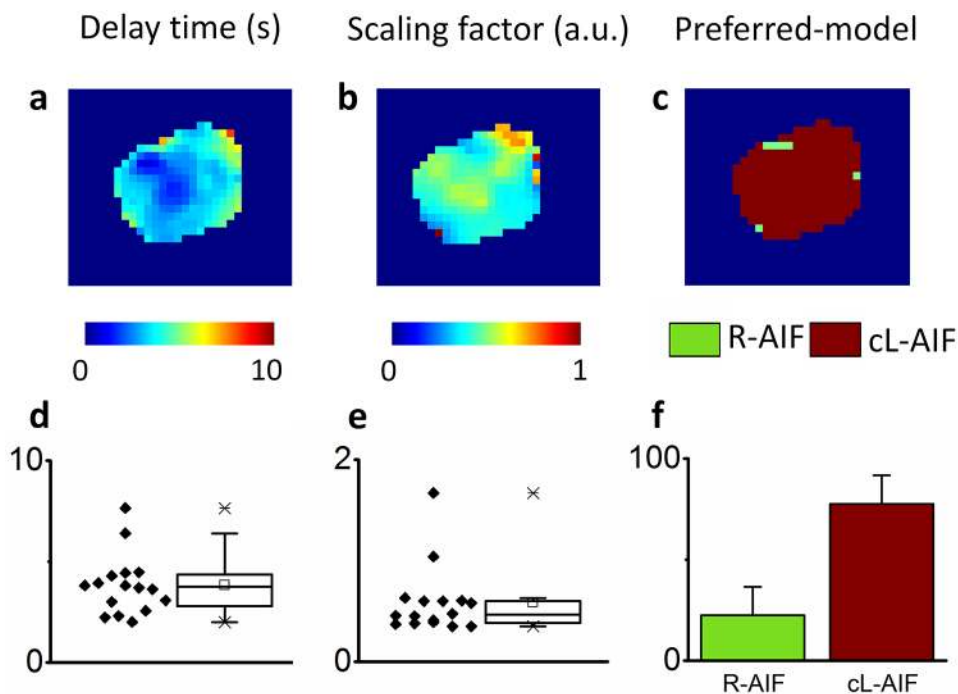 Delay time (s) Scaling factor (a.u.) Preferred-model
a b c
0 10 0 1 R-AIF cL-AIF
d e f
10 2 100
0 0 0
R-AIF cL-AIF